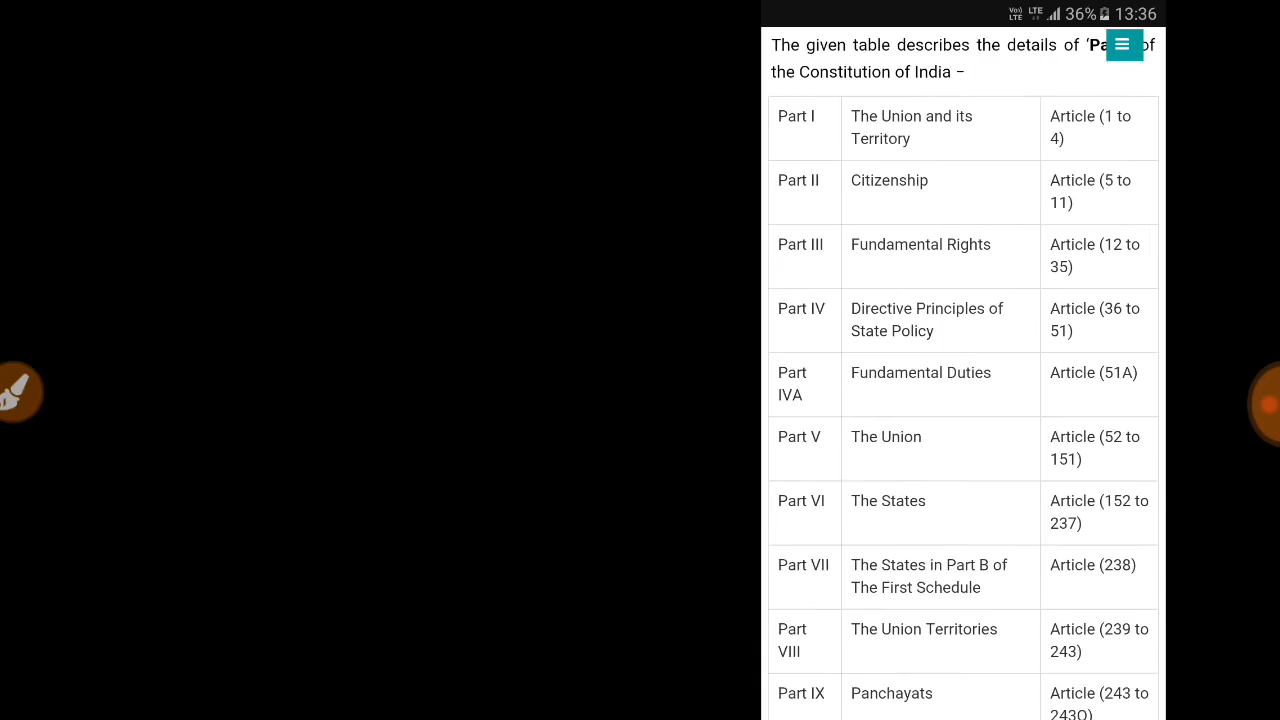 Vo)) LTE LTE 36% 13:36
The given table describes the details of ‘Pa of
the Constitution of India −
Part I The Union and its Article (1 to
Territory 4)
Part II Citizenship Article (5 to
11)
Part III Fundamental Rights Article (12 to
35)
Part IV Directive Principles of Article (36 to
State Policy 51)
Part Fundamental Duties Article (51A)
IVA
Part V The Union Article (52 to
151)
Part VI The States Article (152 to
237)
Part VII The States in Part B of Article (238)
The First Schedule
Part The Union Territories Article (239 to
VIII 243)
Part IX Panchayats Article (243 to
243O)